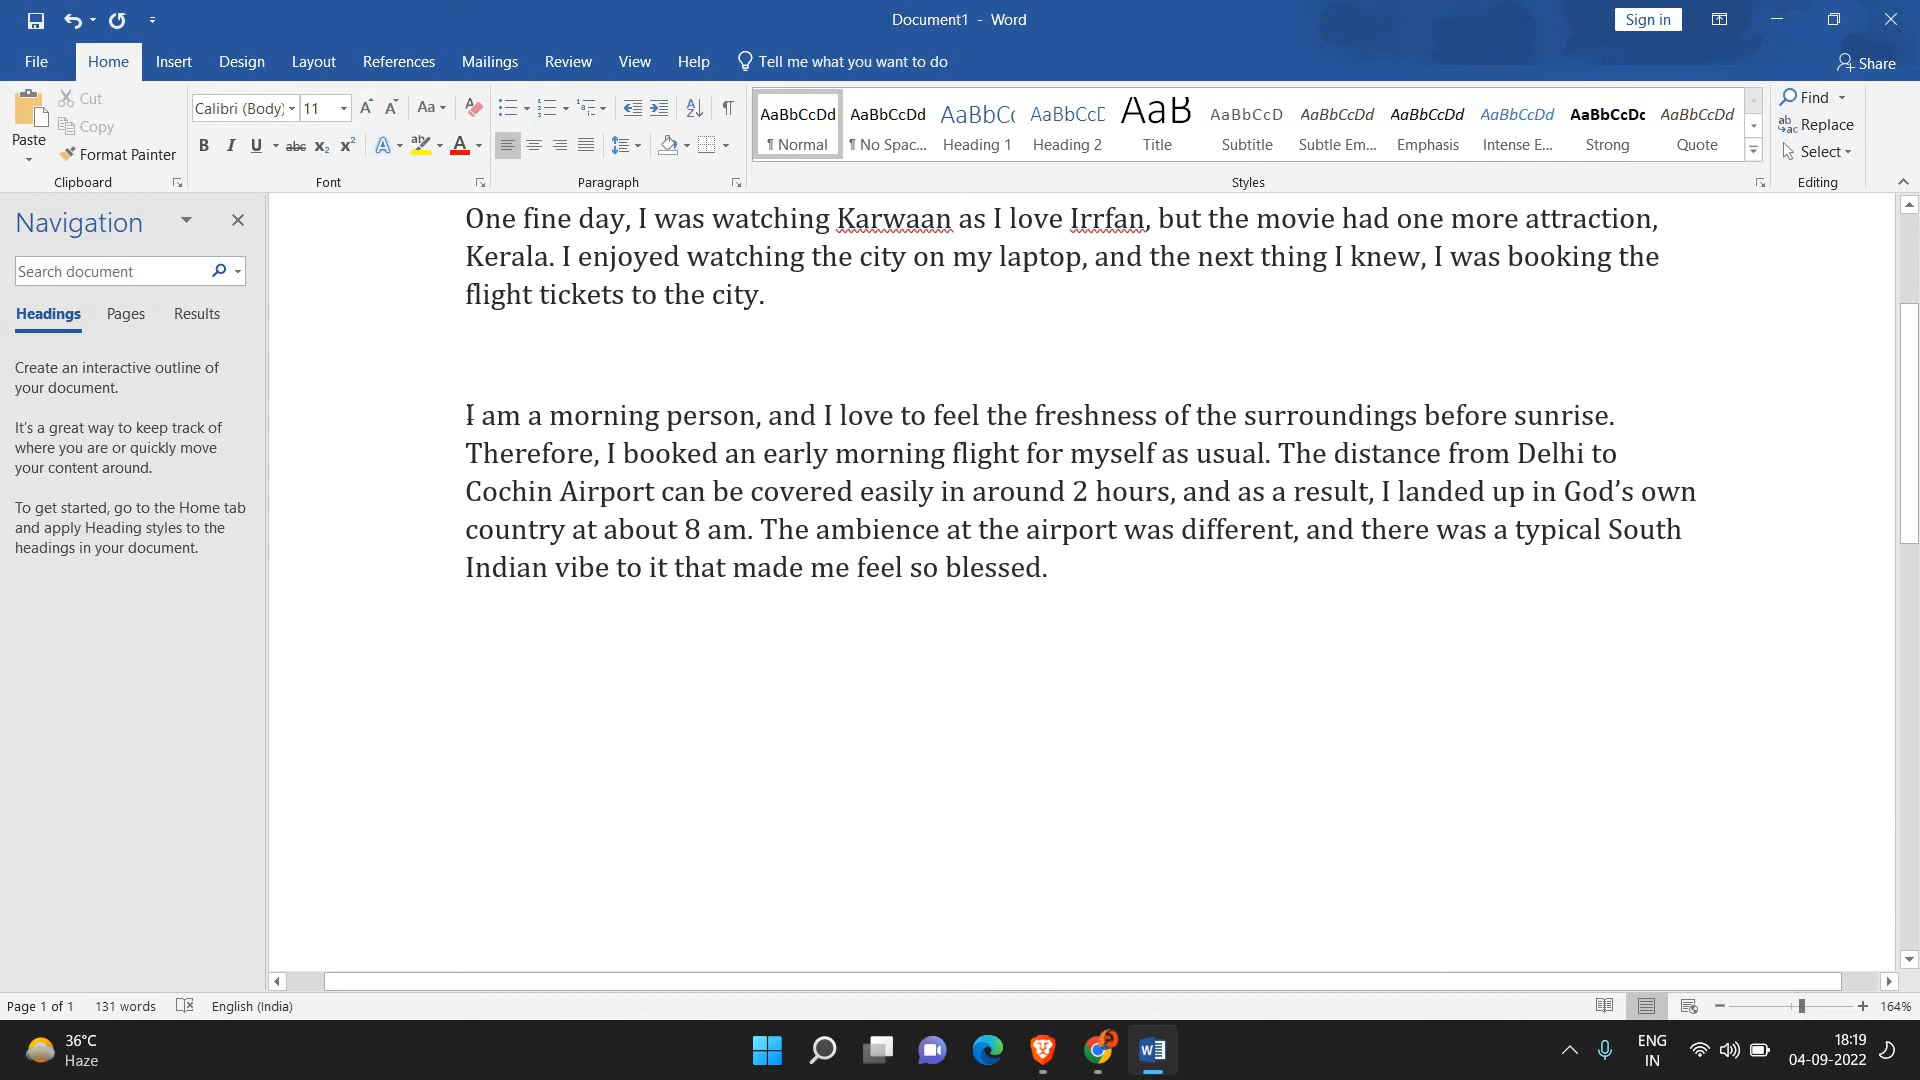 Document1 - Word
Sign in
File Home Insert Design Layout References Mailings Review View Help Tell me what you want to do Share
Paste Cut Copy Format Painter Clipboard
Calibri (Body) 11 Aa A A
B I U abc x₂ x² A A Font
Paragraph
AaBbCcDd AaBbCcDd AaBbCc AaBbCcD AaB AaBbCcD AaBbCcDd AaBbCcDd AaBbCcDd AaBbCcDc AaBbCcDd
¶ Normal ¶ No Spac... Heading 1 Heading 2 Title Subtitle Subtle Em... Emphasis Intense E... Strong Quote
Styles
Find
Replace
Select
Editing
Navigation
Search document
Headings Pages Results
Create an interactive outline of
your document.
It's a great way to keep track of
where you are or quickly move
your content around.
To get started, go to the Home tab
and apply Heading styles to the
headings in your document.
One fine day, I was watching Karwaan as I love Irrfan, but the movie had one more attraction,
Kerala. I enjoyed watching the city on my laptop, and the next thing I knew, I was booking the
flight tickets to the city.
I am a morning person, and I love to feel the freshness of the surroundings before sunrise.
Therefore, I booked an early morning flight for myself as usual. The distance from Delhi to
Cochin Airport can be covered easily in around 2 hours, and as a result, I landed up in God’s own
country at about 8 am. The ambience at the airport was different, and there was a typical South
Indian vibe to it that made me feel so blessed.
Page 1 of 1 131 words English (India) 164%
36°C
Haze
ENG
IN
18:19
04-09-2022